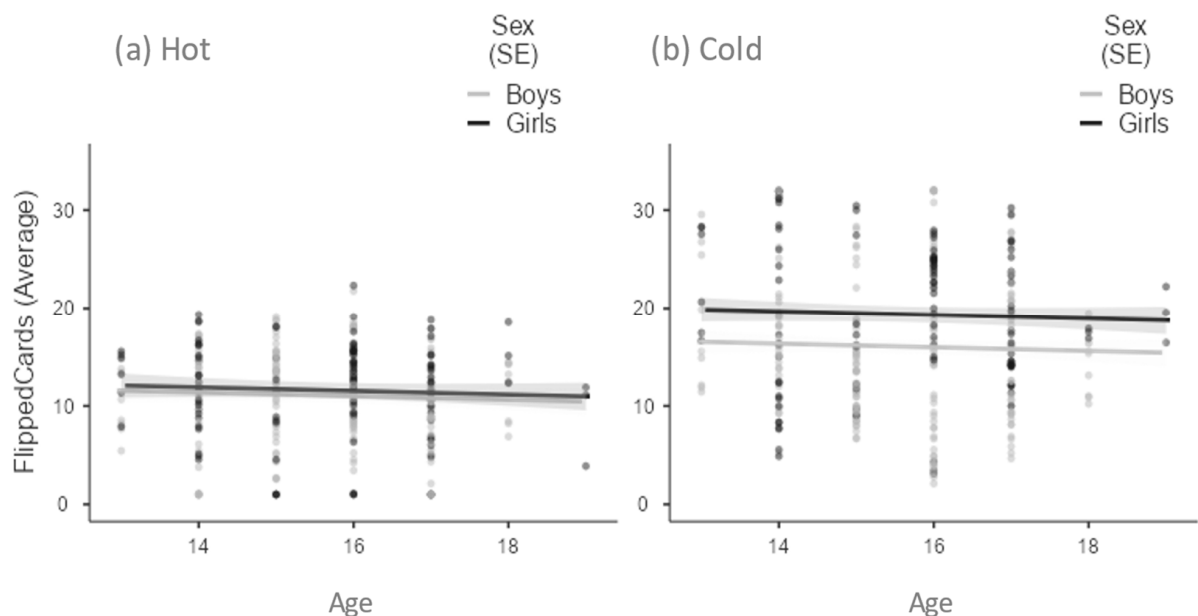 (a) Hot
Sex
(SE)
Boys
Girls
FlippedCards (Average)
30
20
10
0
14
16
18
Age
(b) Cold
Sex
(SE)
Boys
Girls
30
20
10
0
14
16
18
Age